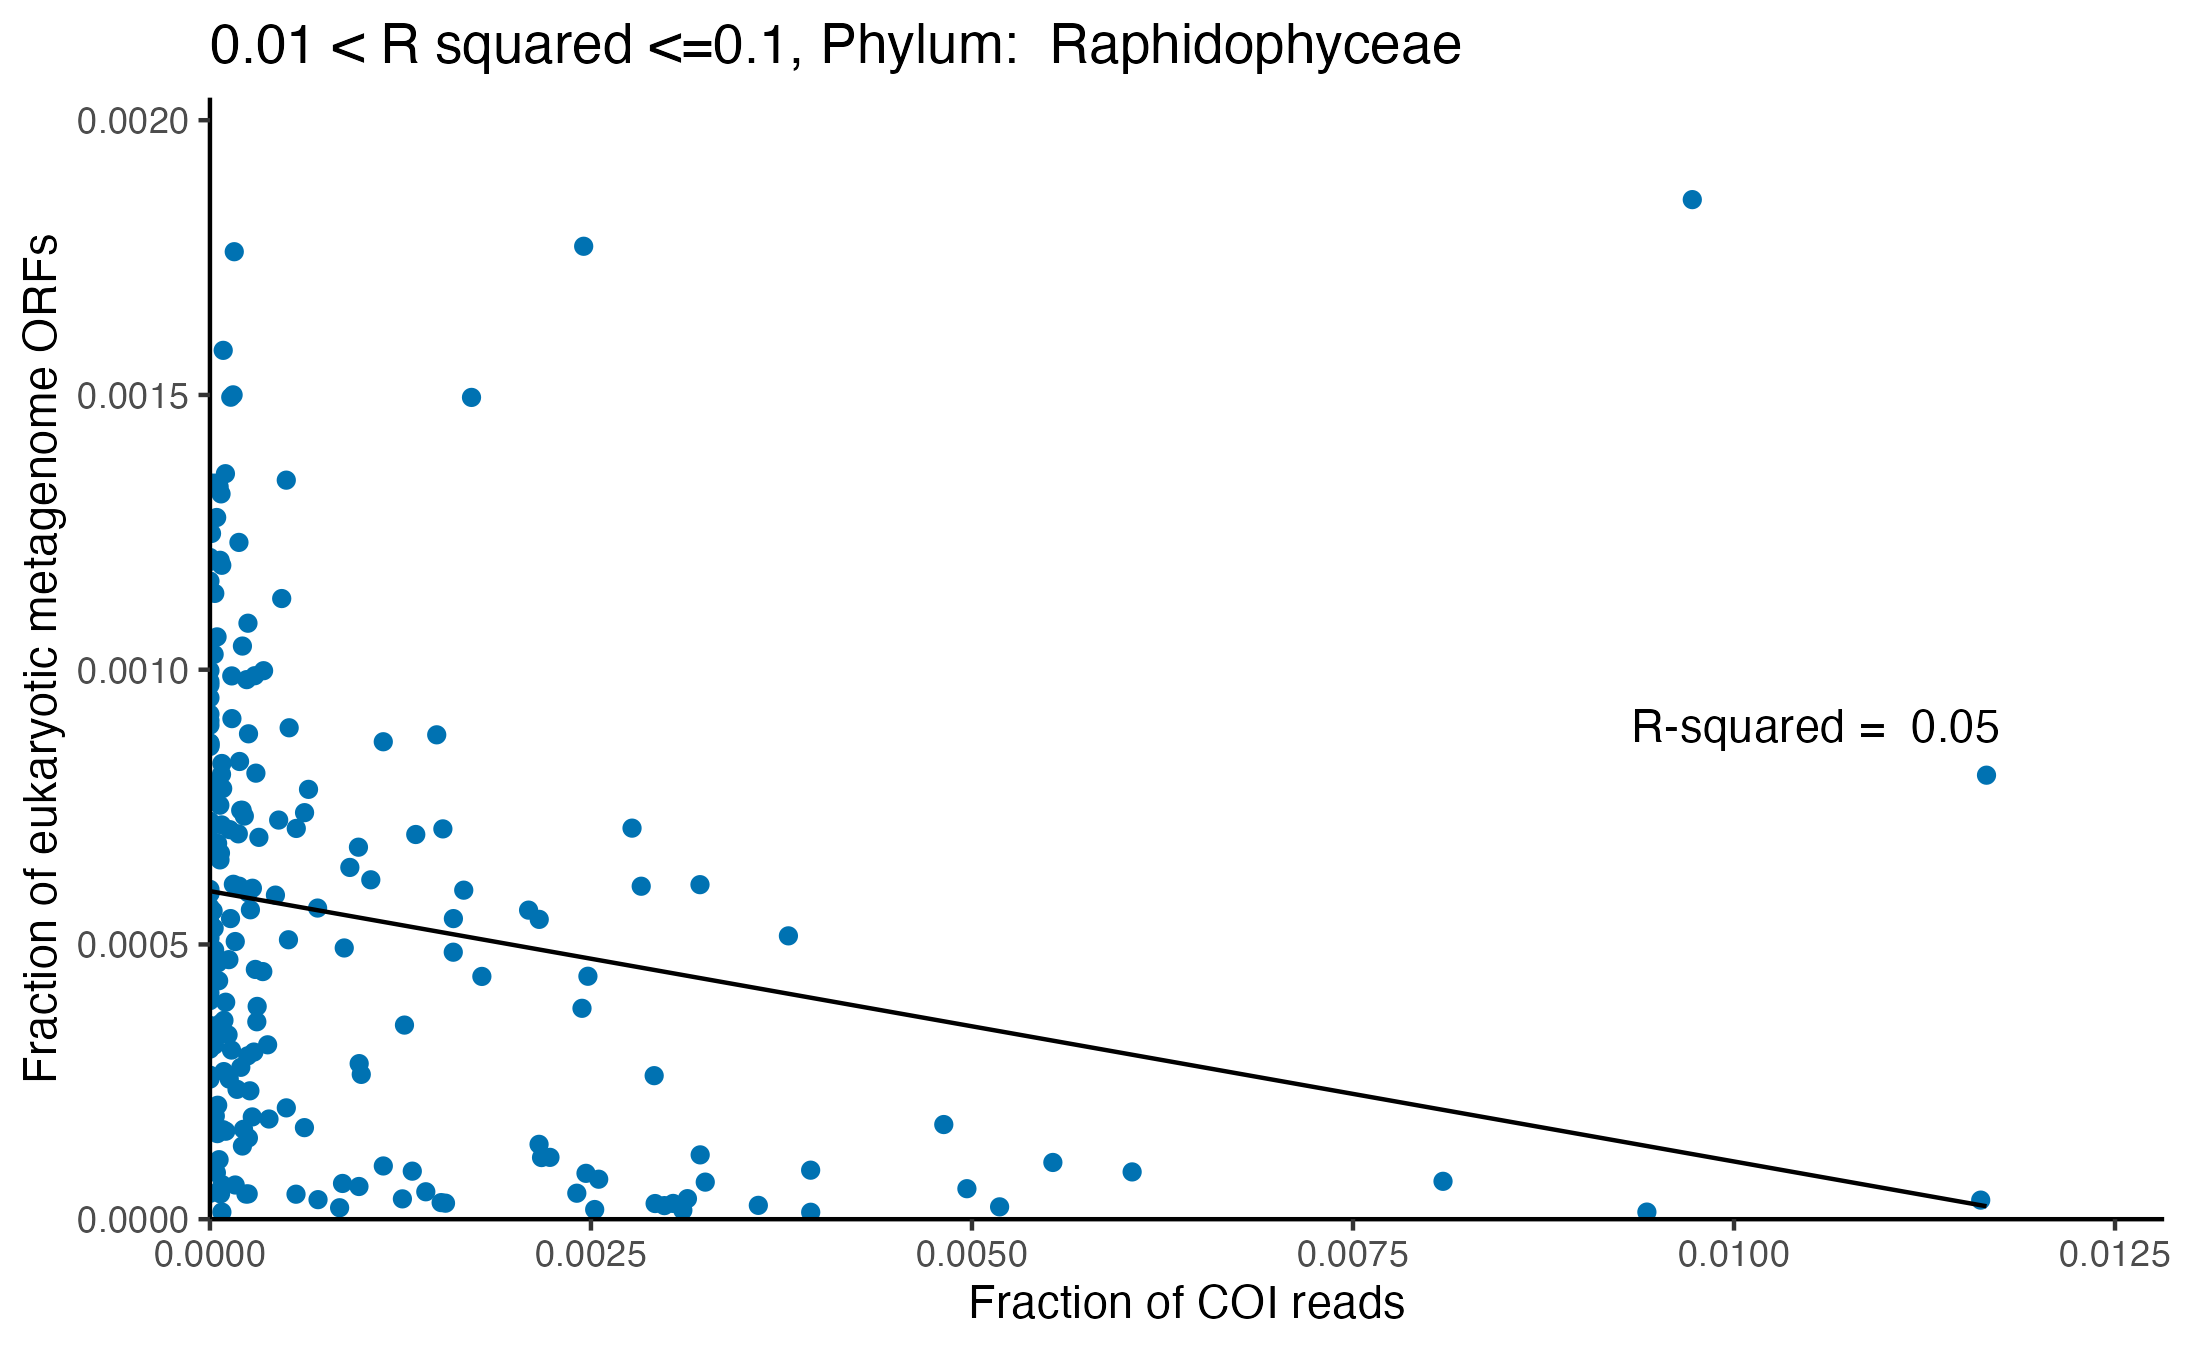 0.01 < R squared <=0.1, Phylum:  Raphidophyceae
0.0020
0.0015
0.0010
0.0005
0.0000
Fraction of eukaryotic metagenome ORFs
R-squared =  0.05
0.0000 0.0025 0.0050 0.0075 0.0100 0.0125
Fraction of COI reads